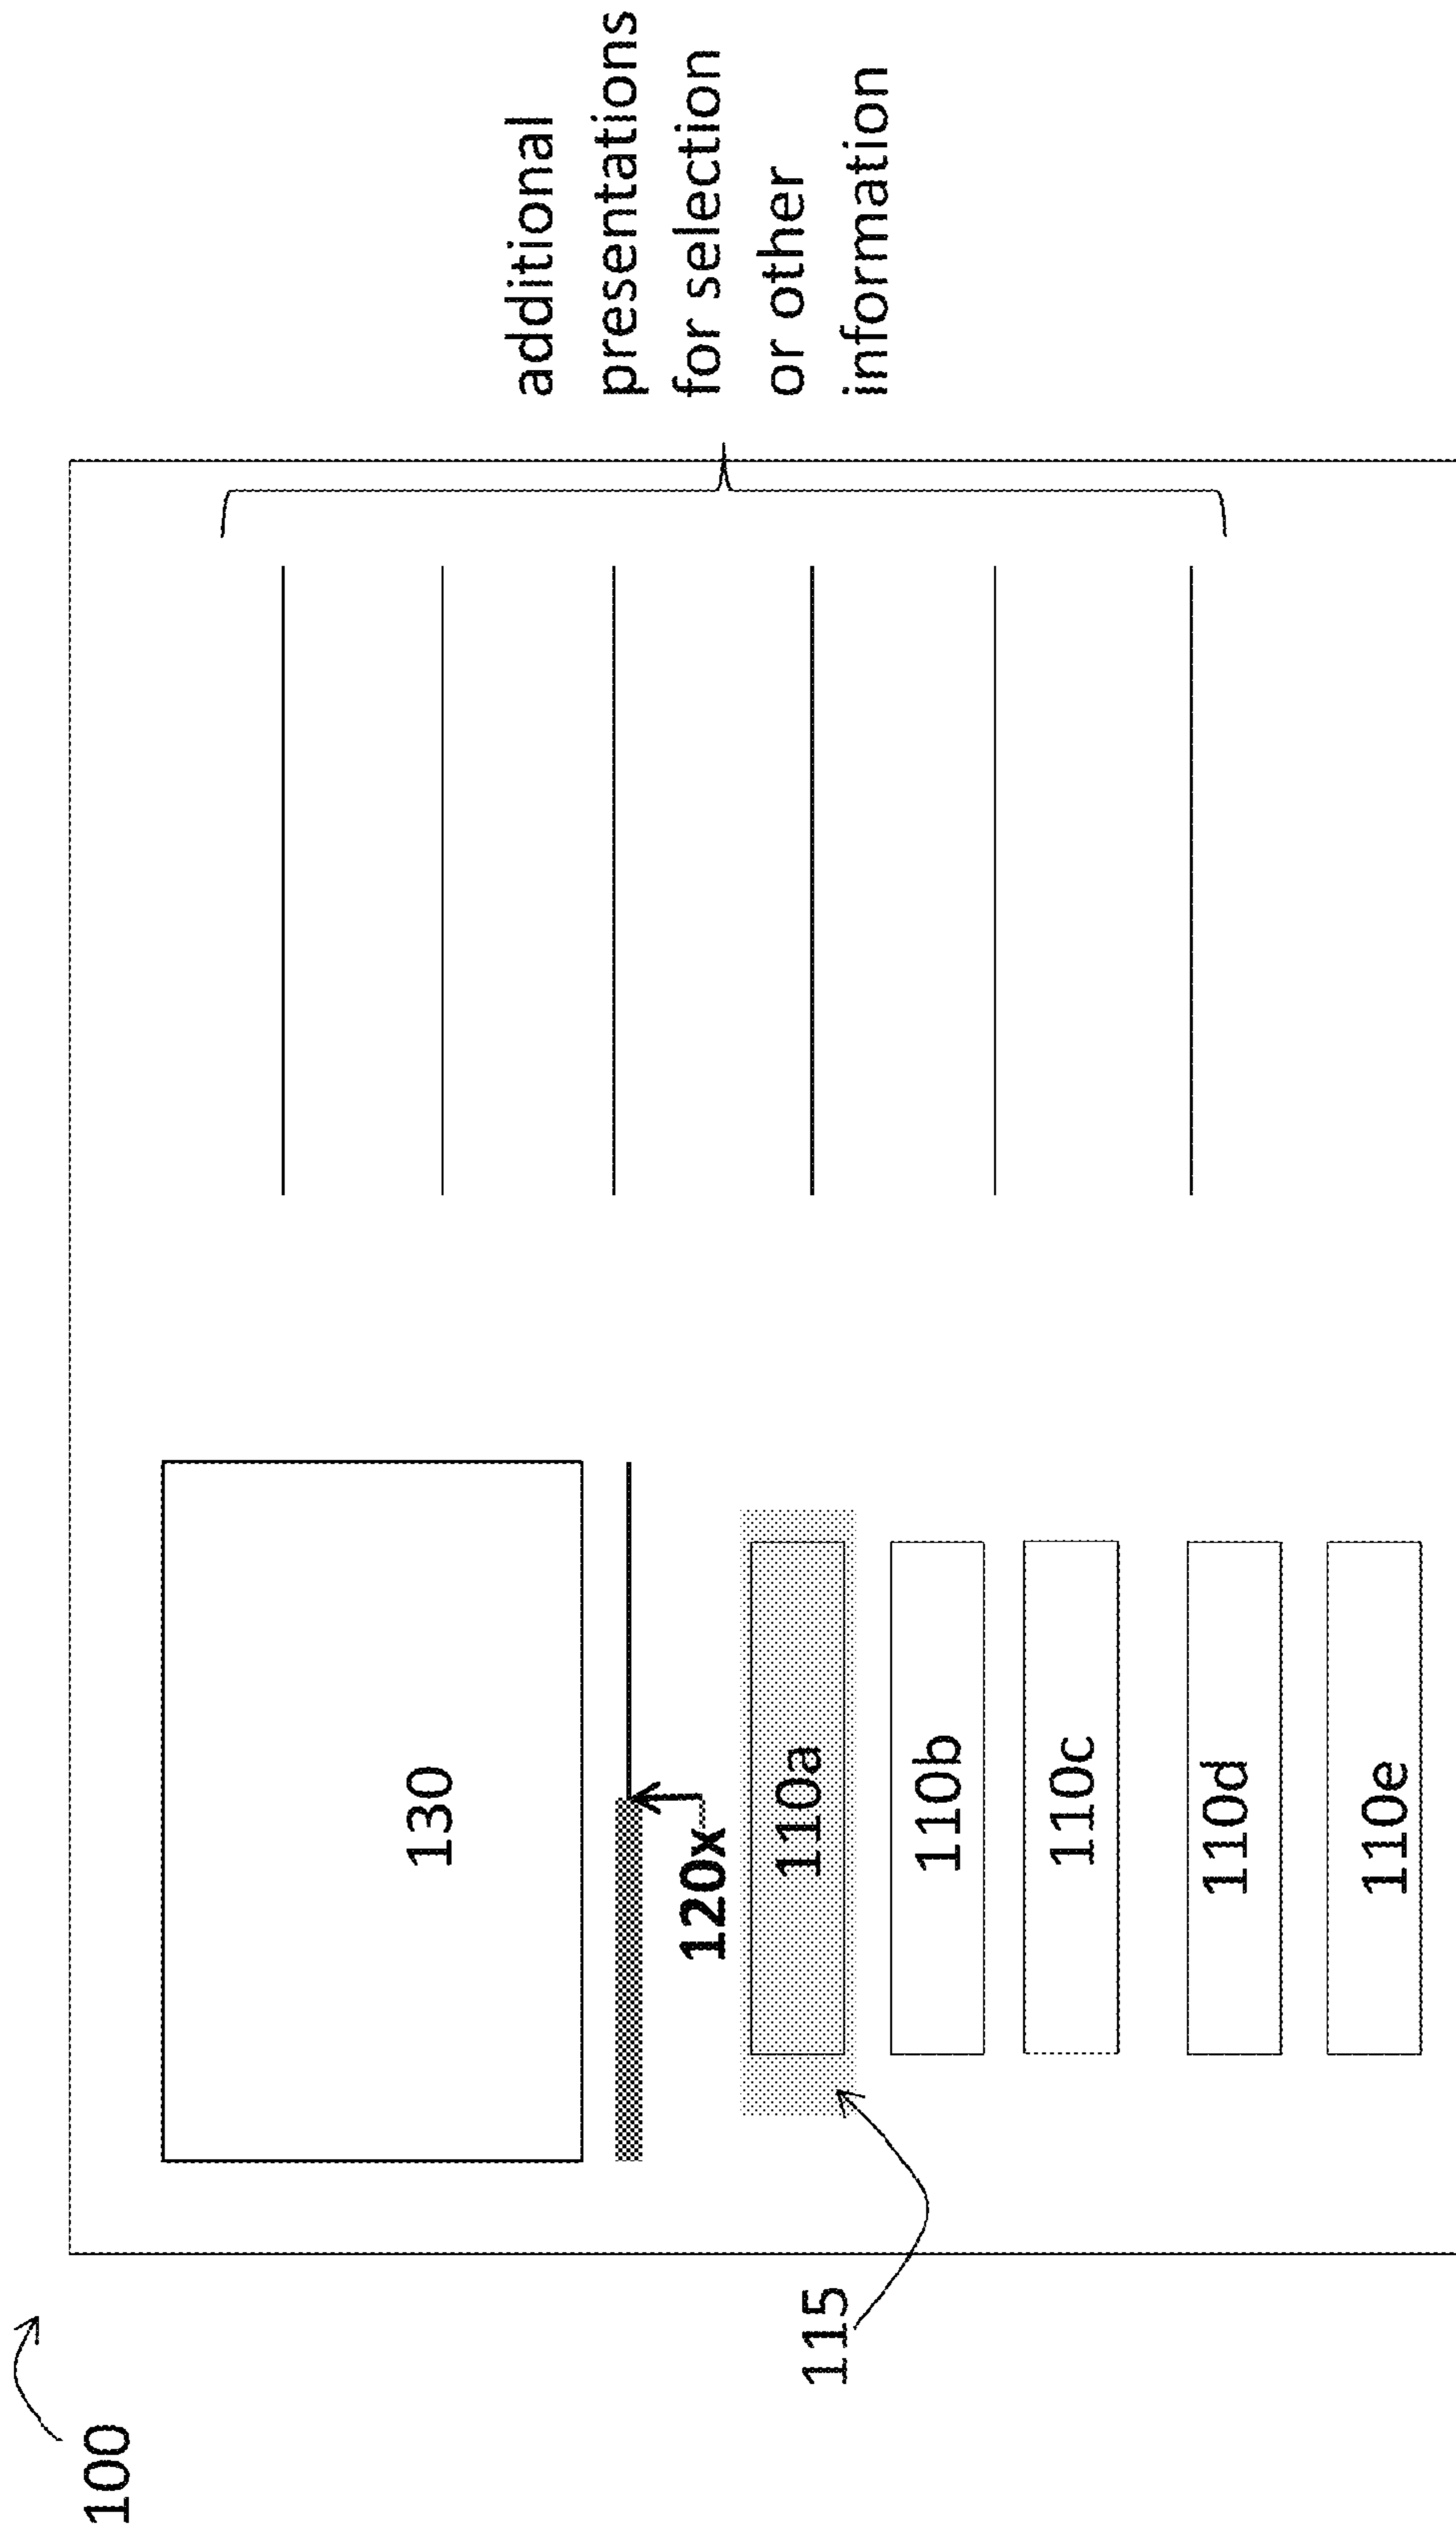 100
130
120x
115
110a
110b
110c
110d
110e
additional
presentations
for selection
or other
information